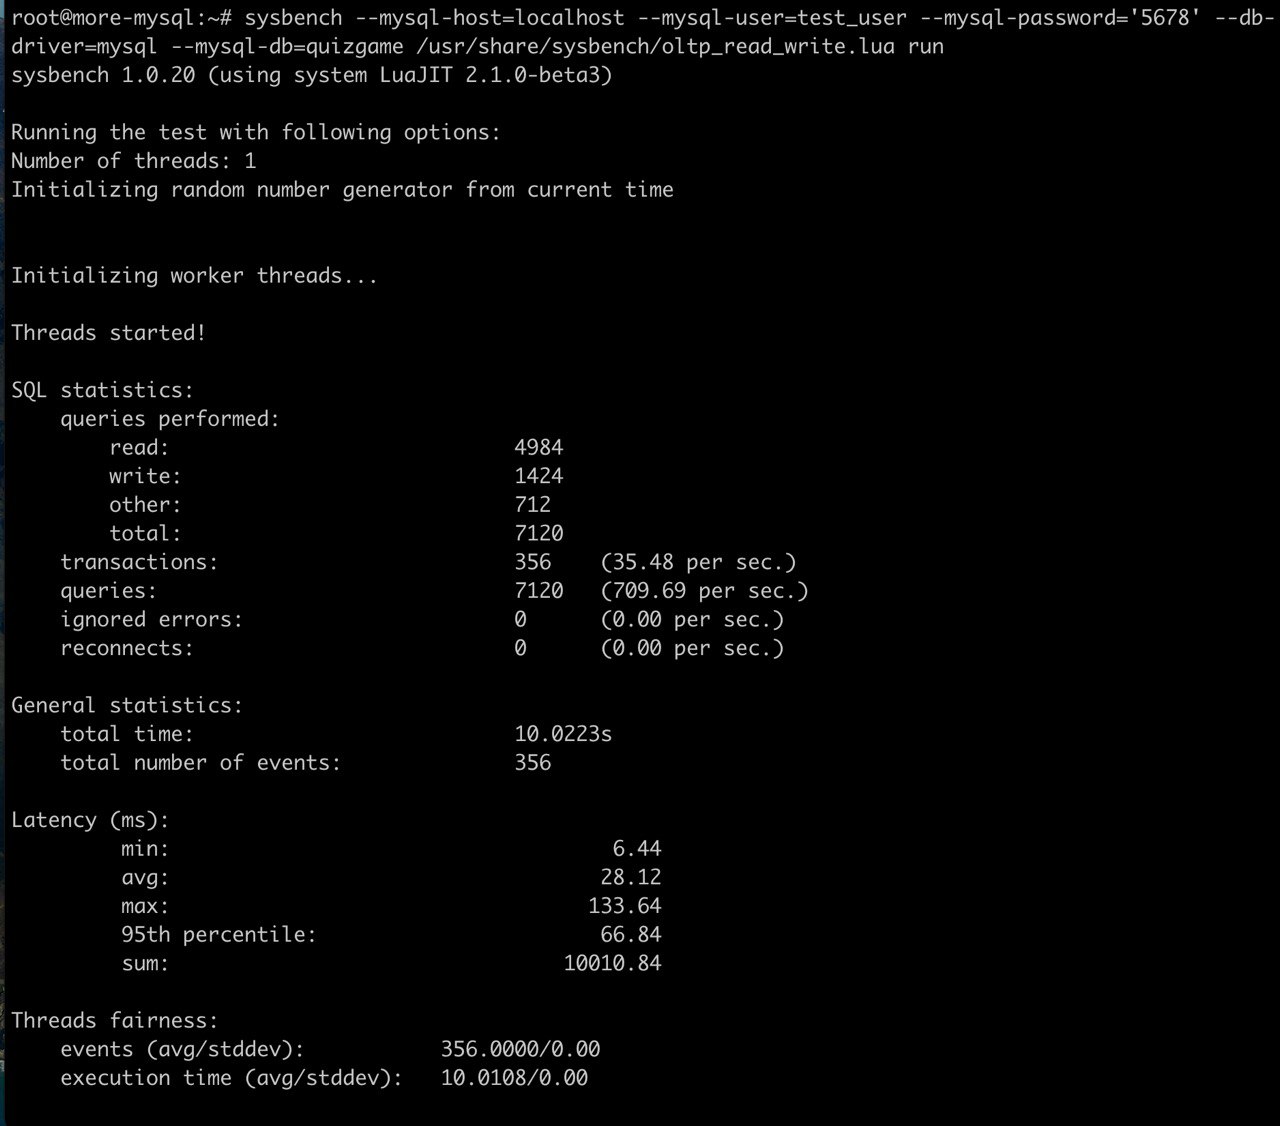 root@more-mysql:~# sysbench --mysql-host=localhost --mysql-user=test_user --mysql-password='5678' --db-
driver=mysql --mysql-db=quizgame /usr/share/sysbench/oltp_read_write.lua run
sysbench 1.0.20 (using system LuaJIT 2.1.0-beta3)

Running the test with following options:
Number of threads: 1
Initializing random number generator from current time


Initializing worker threads...

Threads started!

SQL statistics:
    queries performed:
        read:                            4984
        write:                           1424
        other:                           712
        total:                           7120
    transactions:                        356    (35.48 per sec.)
    queries:                             7120   (709.69 per sec.)
    ignored errors:                      0      (0.00 per sec.)
    reconnects:                          0      (0.00 per sec.)

General statistics:
    total time:                          10.0223s
    total number of events:              356

Latency (ms):
         min:                                    6.44
         avg:                                   28.12
         max:                                  133.64
         95th percentile:                       66.84
         sum:                                10010.84

Threads fairness:
    events (avg/stddev):           356.0000/0.00
    execution time (avg/stddev):   10.0108/0.00